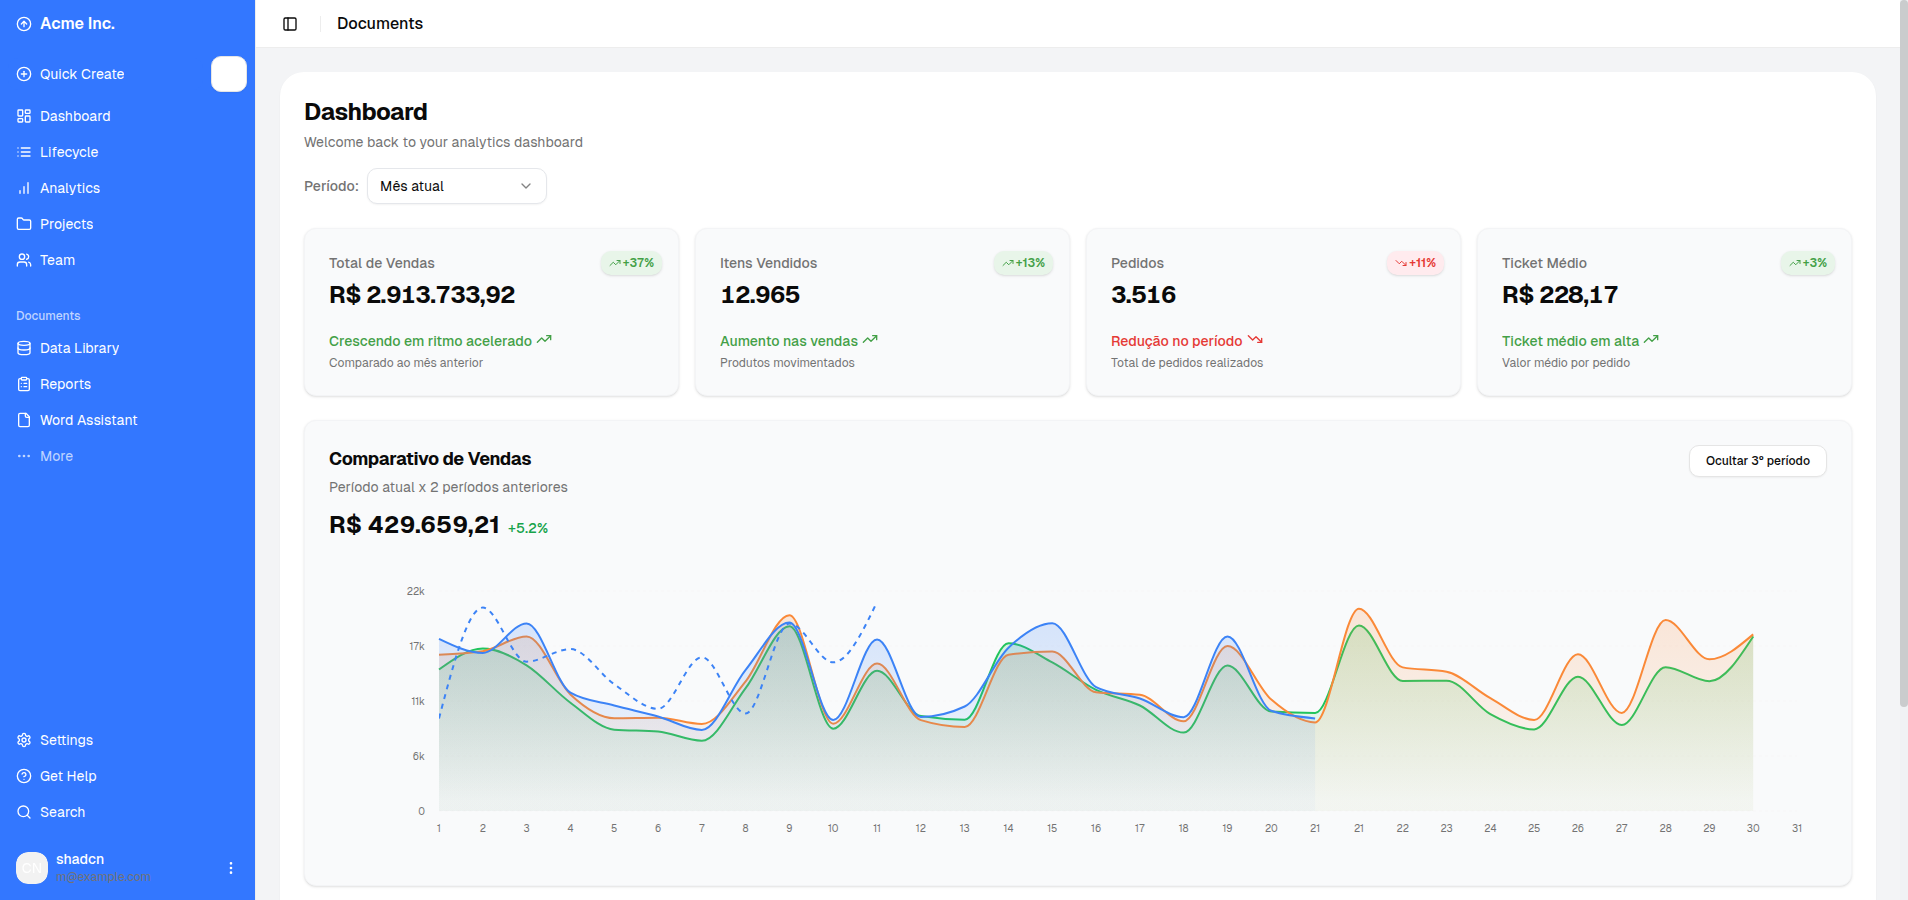 Acme Inc.
Quick Create
Dashboard
Lifecycle
Analytics
Projects
Team
Documents
Data Library
Reports
Word Assistant
More
Settings
Get Help
Search
CN
shadcn
m@example.com
Documents
Dashboard
Welcome back to your analytics dashboard
Período: Mês atual
Total de Vendas +37%
R$ 2.913.733,92
Crescendo em ritmo acelerado
Comparado ao mês anterior
Itens Vendidos +13%
12.965
Aumento nas vendas
Produtos movimentados
Pedidos +11%
3.516
Redução no período
Total de pedidos realizados
Ticket Médio +3%
R$ 228,17
Ticket médio em alta
Valor médio por pedido
Comparativo de Vendas
Ocultar 3º período
Período atual x 2 períodos anteriores
R$ 429.659,21 +5.2%
22k
17k
11k
6k
0
1 2 3 4 5 6 7 8 9 10 11 12 13 14 15 16 17 18 19 20 21 21 22 23 24 25 26 27 28 29 30 31